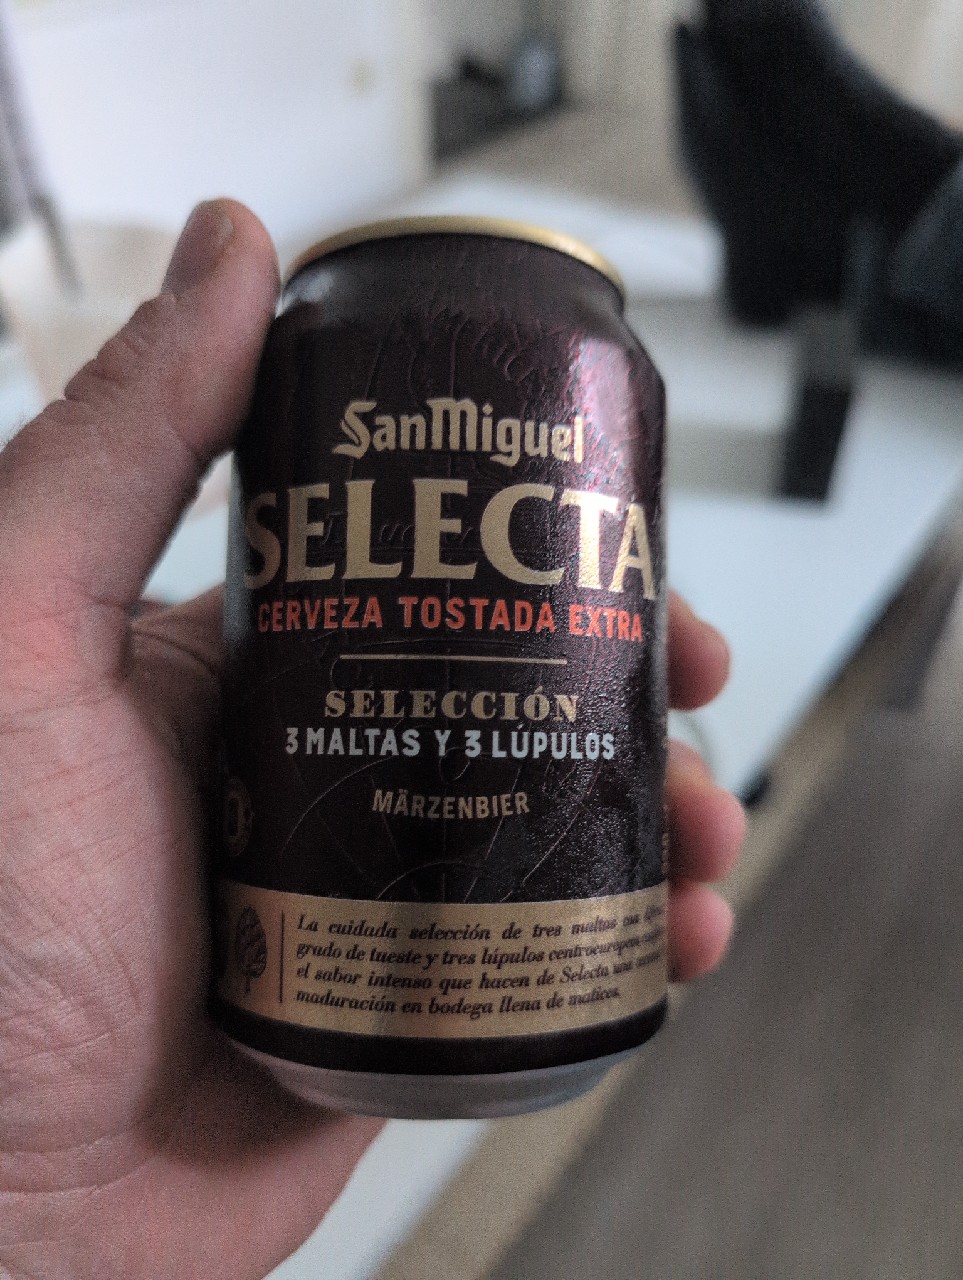 SanMiguel
SELECTA
CERVEZA TOSTADA EXTRA
SELECCIÓN
3 MALTAS Y 3 LÚPULOS
MÄRZENBIER
La cuidada selección de tres maltas con
grado de tueste y tres lúpulos centroeuropeos
el sabor intenso que hacen de Selecta una
maduración en bodega llena de matices.